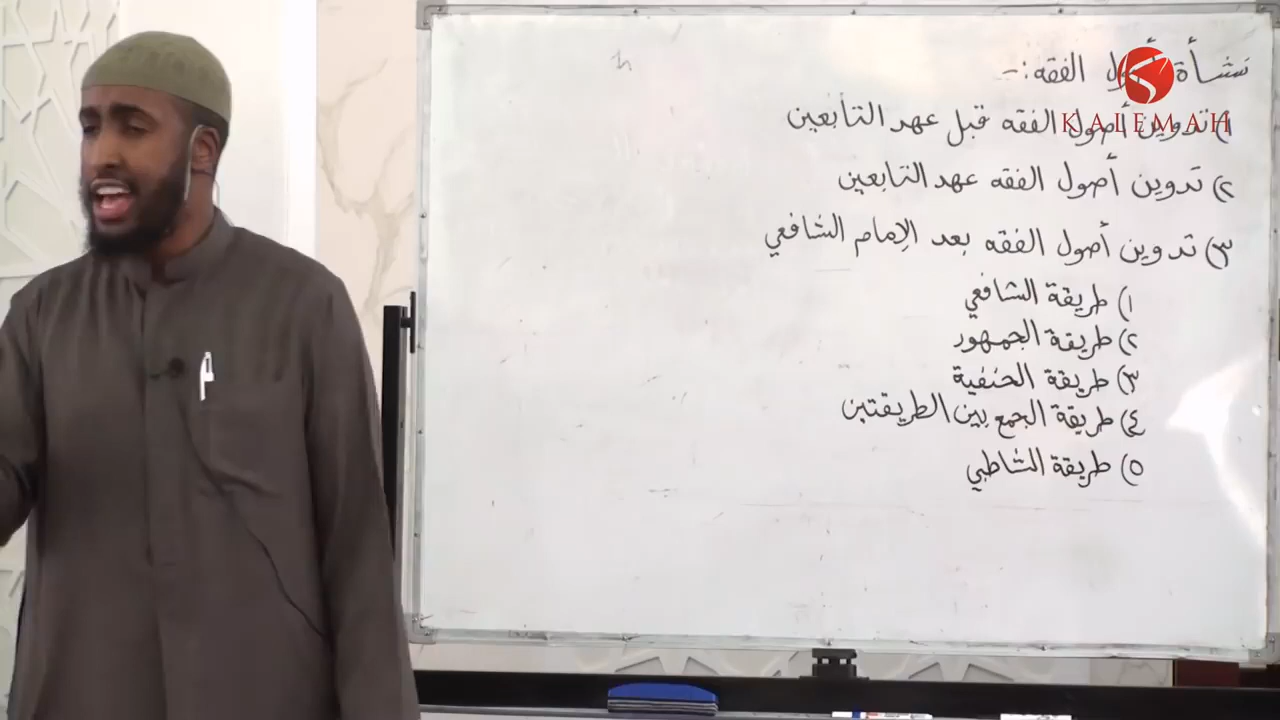 نشأة أصول الفقه :-
KALEMAH
١) تدوين أصول الفقه قبل عهد التابعين
٢) تدوين أصول الفقه عهد التابعين
٣) تدوين أصول الفقه بعد الإمام الشافعي
١) طريقة الشافعي
٢) طريقة الجمهور
٣) طريقة الحنفية
٤) طريقة الجمع بين الطريقتين
٥) طريقة الشاطبي